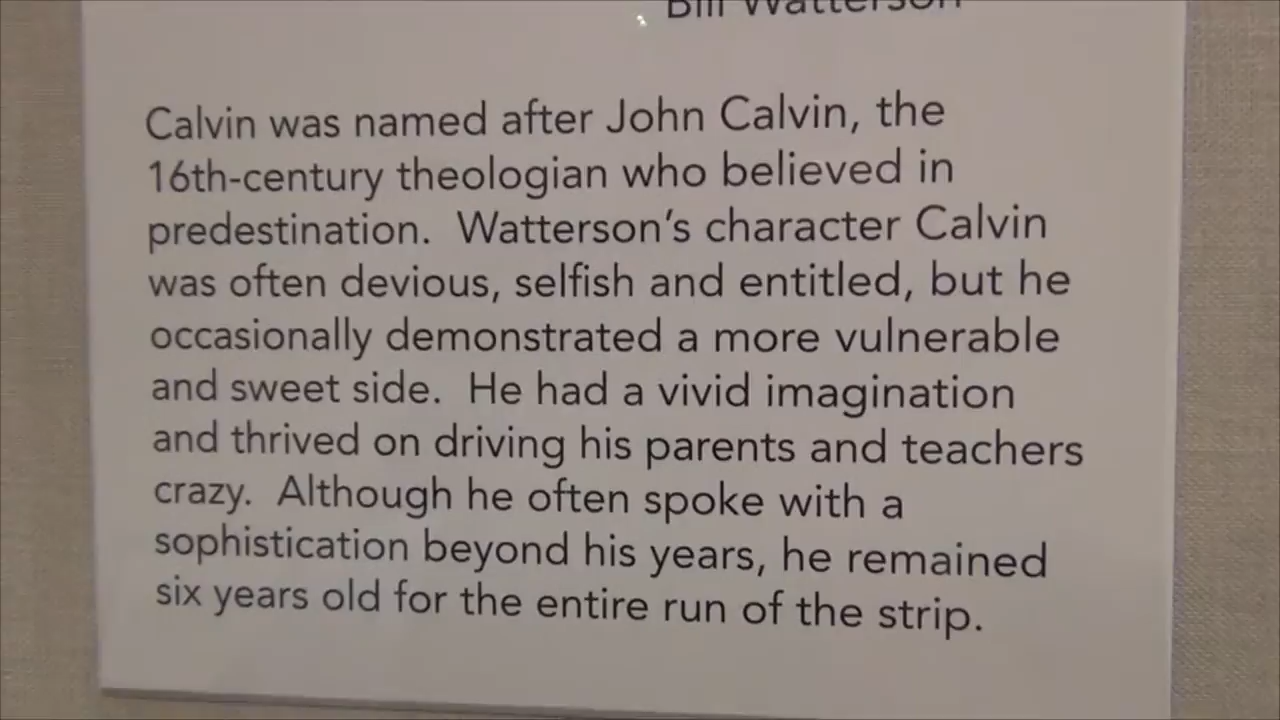 Bill Watterson
Calvin was named after John Calvin, the
16th-century theologian who believed in
predestination.  Watterson's character Calvin
was often devious, selfish and entitled, but he
occasionally demonstrated a more vulnerable
and sweet side.  He had a vivid imagination
and thrived on driving his parents and teachers
crazy.  Although he often spoke with a
sophistication beyond his years, he remained
six years old for the entire run of the strip.